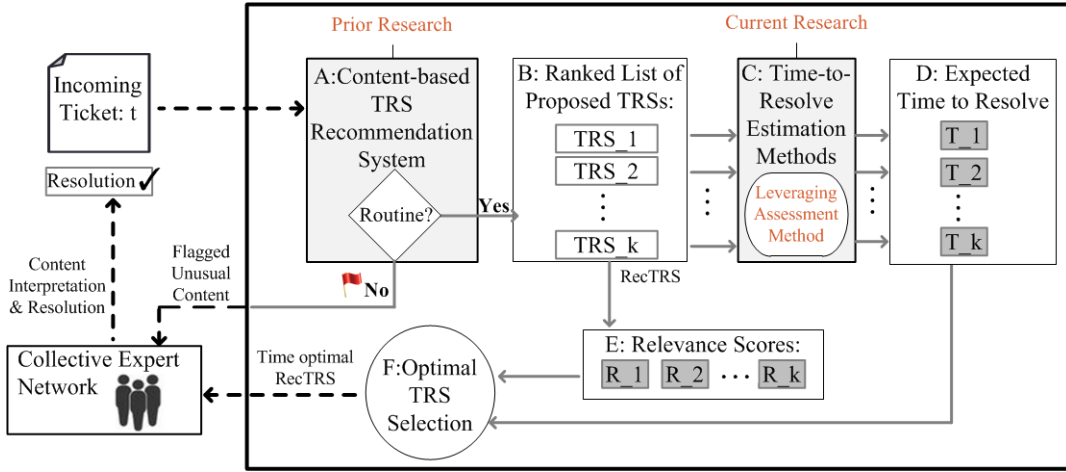 Prior Research
Current Research
Incoming
Ticket: t
Resolution
A:Content-based
TRS
Recommendation
System
Routine?
Yes
No
B: Ranked List of
Proposed TRSs:
TRS_1
TRS_2
TRS_k
C: Time-to-
Resolve
Estimation
Methods
Leveraging
Assessment
Method
D: Expected
Time to Resolve
T_1
T_2
T_k
RecTRS
Flagged
Unusual
Content
Content
Interpretation
& Resolution
Collective Expert
Network
Time optimal
RecTRS
F:Optimal
TRS
Selection
E: Relevance Scores:
R_1 R_2 ... R_k